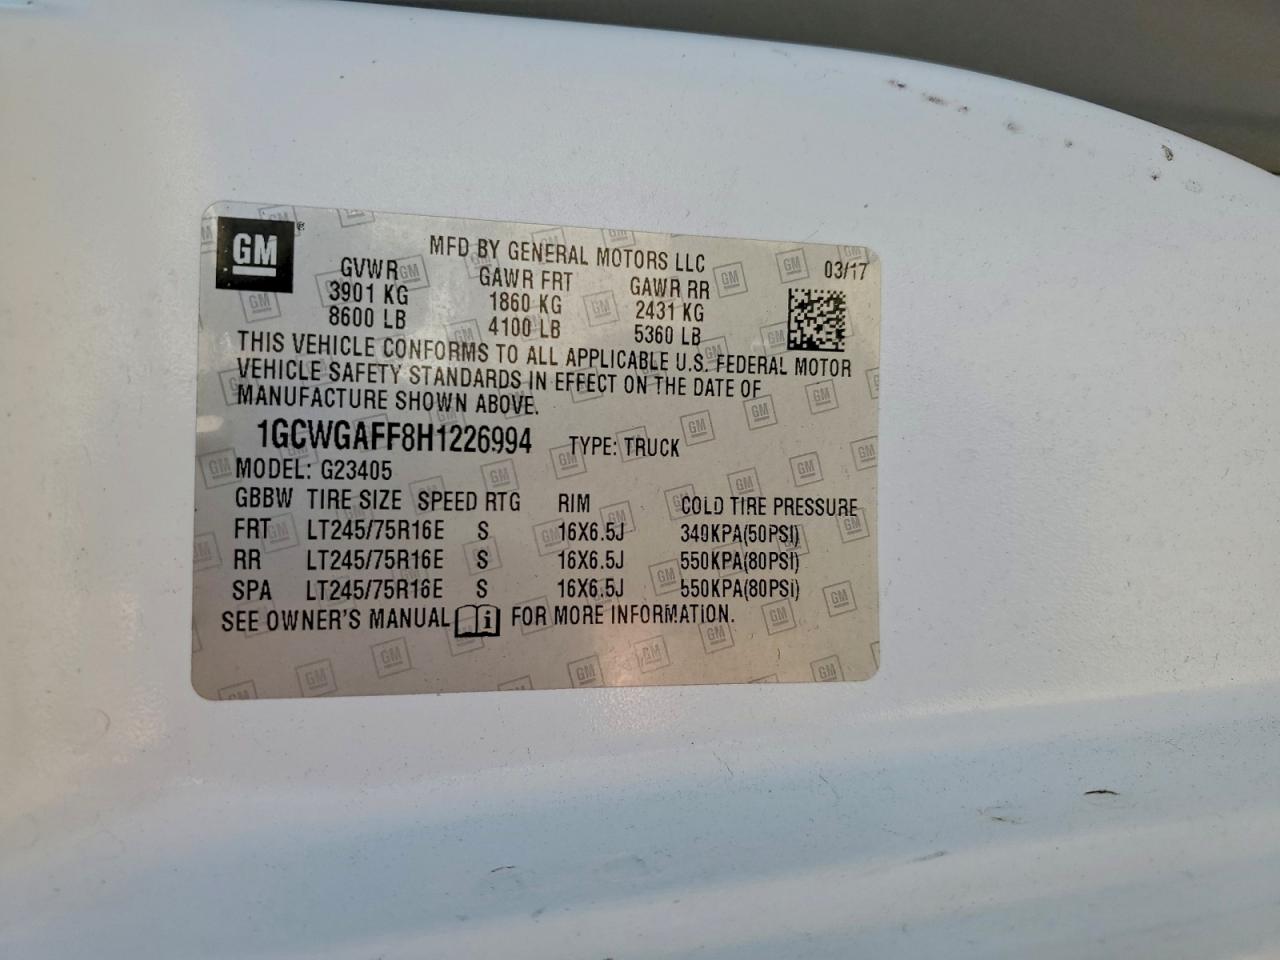 GM
MFD BY GENERAL MOTORS LLC
03/17
GVWR GAWR FRT GAWR RR
3901 KG 1860 KG 2431 KG
8600 LB 4100 LB 5360 LB
THIS VEHICLE CONFORMS TO ALL APPLICABLE U.S. FEDERAL MOTOR
VEHICLE SAFETY STANDARDS IN EFFECT ON THE DATE OF
MANUFACTURE SHOWN ABOVE.
1GCWGAFF8H1226994 TYPE: TRUCK
MODEL: G23405
GBBW TIRE SIZE SPEED RTG RIM COLD TIRE PRESSURE
FRT LT245/75R16E S 16X6.5J 340KPA(50PSI)
RR LT245/75R16E S 16X6.5J 550KPA(80PSI)
SPA LT245/75R16E S 16X6.5J 550KPA(80PSI)
SEE OWNER'S MANUAL i FOR MORE INFORMATION.